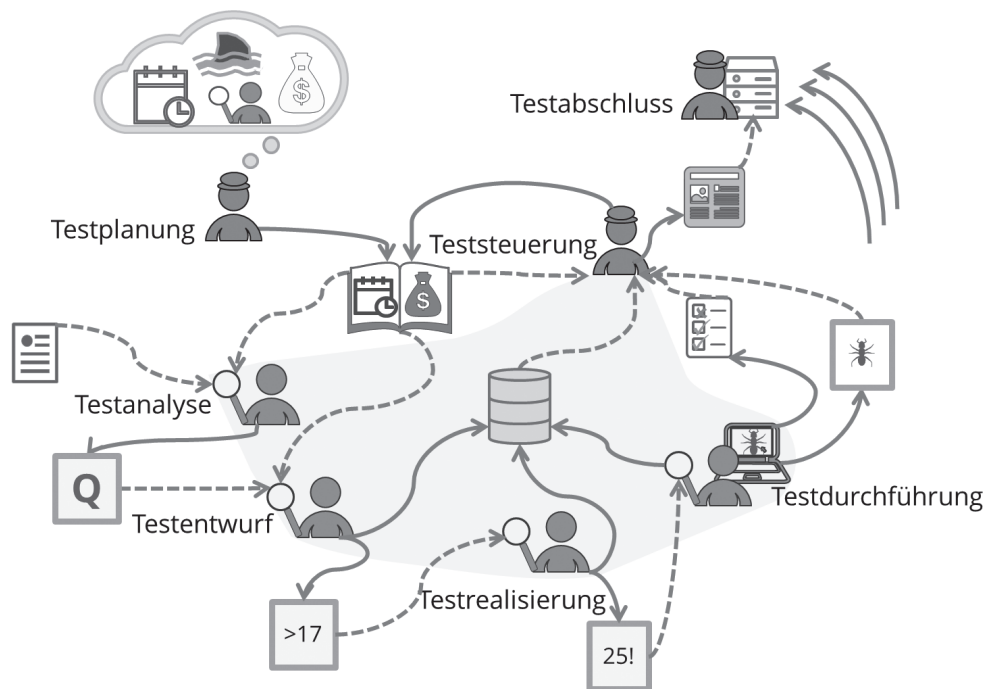 $
Testabschluss
Testplanung
Teststeuerung
$
Testanalyse
Q
Testentwurf
Testdurchführung
Testrealisierung
>17
25!